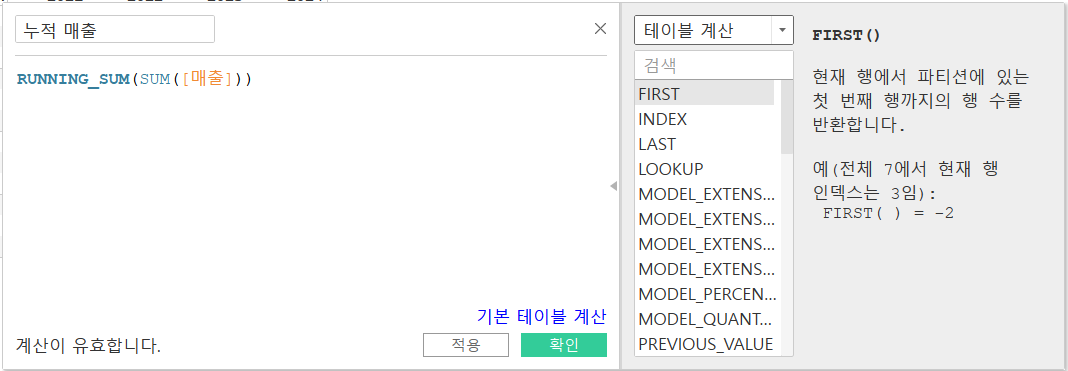 누적 매출
RUNNING_SUM(SUM([매출]))
기본 테이블 계산
계산이 유효합니다.
적용
확인
테이블 계산
검색
FIRST
INDEX
LAST
LOOKUP
MODEL_EXTENS...
MODEL_EXTENS...
MODEL_EXTENS...
MODEL_EXTENS...
MODEL_PERCEN...
MODEL_QUANT...
PREVIOUS_VALUE
FIRST()
현재 행에서 파티션에 있는
첫 번째 행까지의 행 수를
반환합니다.
예(전체 7에서 현재 행
인덱스는 3임):
FIRST( ) = -2